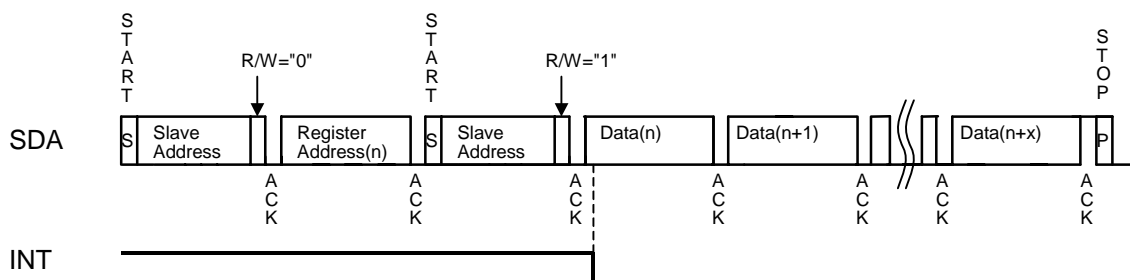 START
START
STOP
R/W="0"
R/W="1"
SDA
S
Slave
Address
Register
Address(n)
S
Slave
Address
Data(n)
Data(n+1)
Data(n+x)
P
ACK
ACK
ACK
ACK
ACK
ACK
ACK
INT